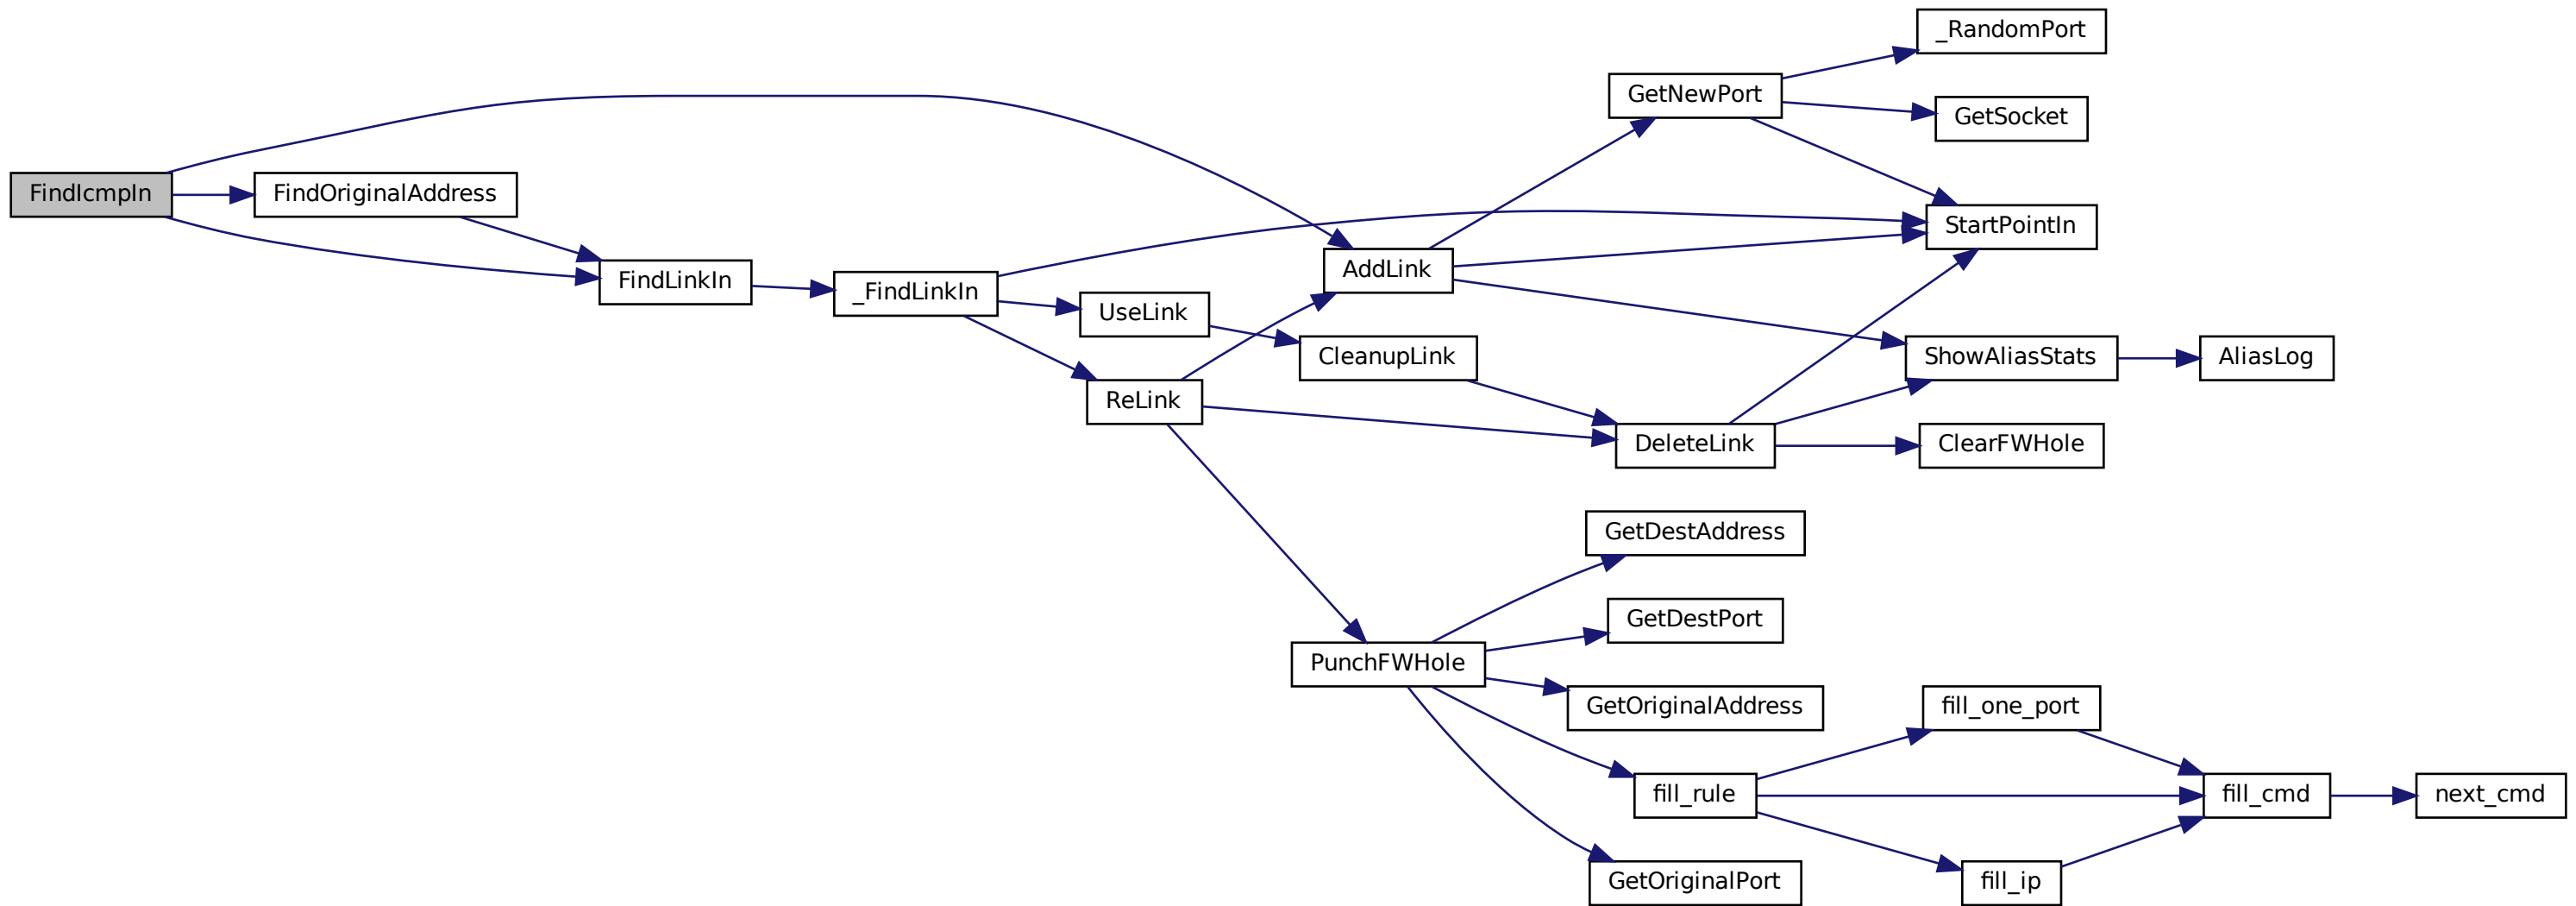 _RandomPort
GetNewPort
GetSocket
FindIcmpIn
FindOriginalAddress
StartPointIn
AddLink
FindLinkIn
_FindLinkIn
UseLink
CleanupLink
ShowAliasStats
AliasLog
ReLink
DeleteLink
ClearFWHole
GetDestAddress
GetDestPort
PunchFWHole
GetOriginalAddress
fill_one_port
fill_rule
fill_cmd
next_cmd
GetOriginalPort
fill_ip